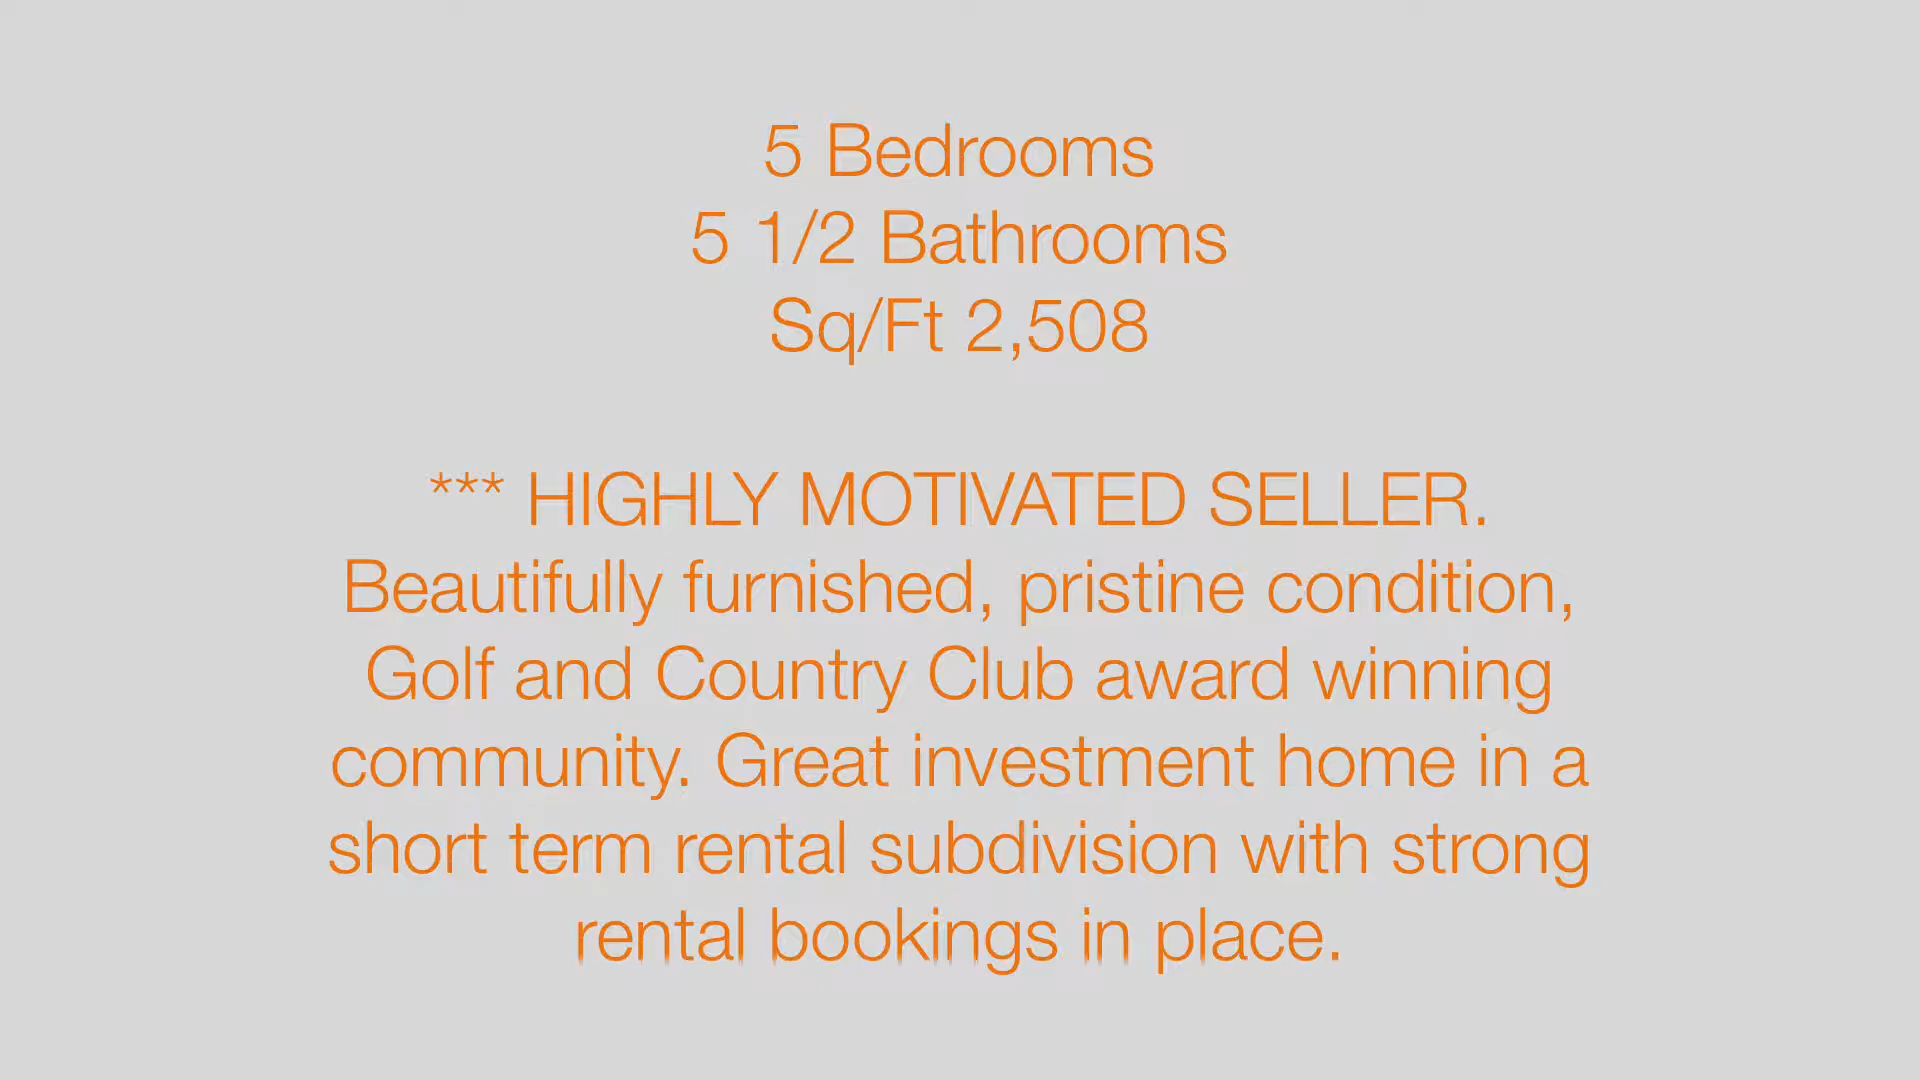 5 Bedrooms
5 1/2 Bathrooms
Sq/Ft 2,508
*** HIGHLY MOTIVATED SELLER.
Beautifully furnished, pristine condition,
Golf and Country Club award winning
community. Great investment home in a
short term rental subdivision with strong
rental bookings in place.